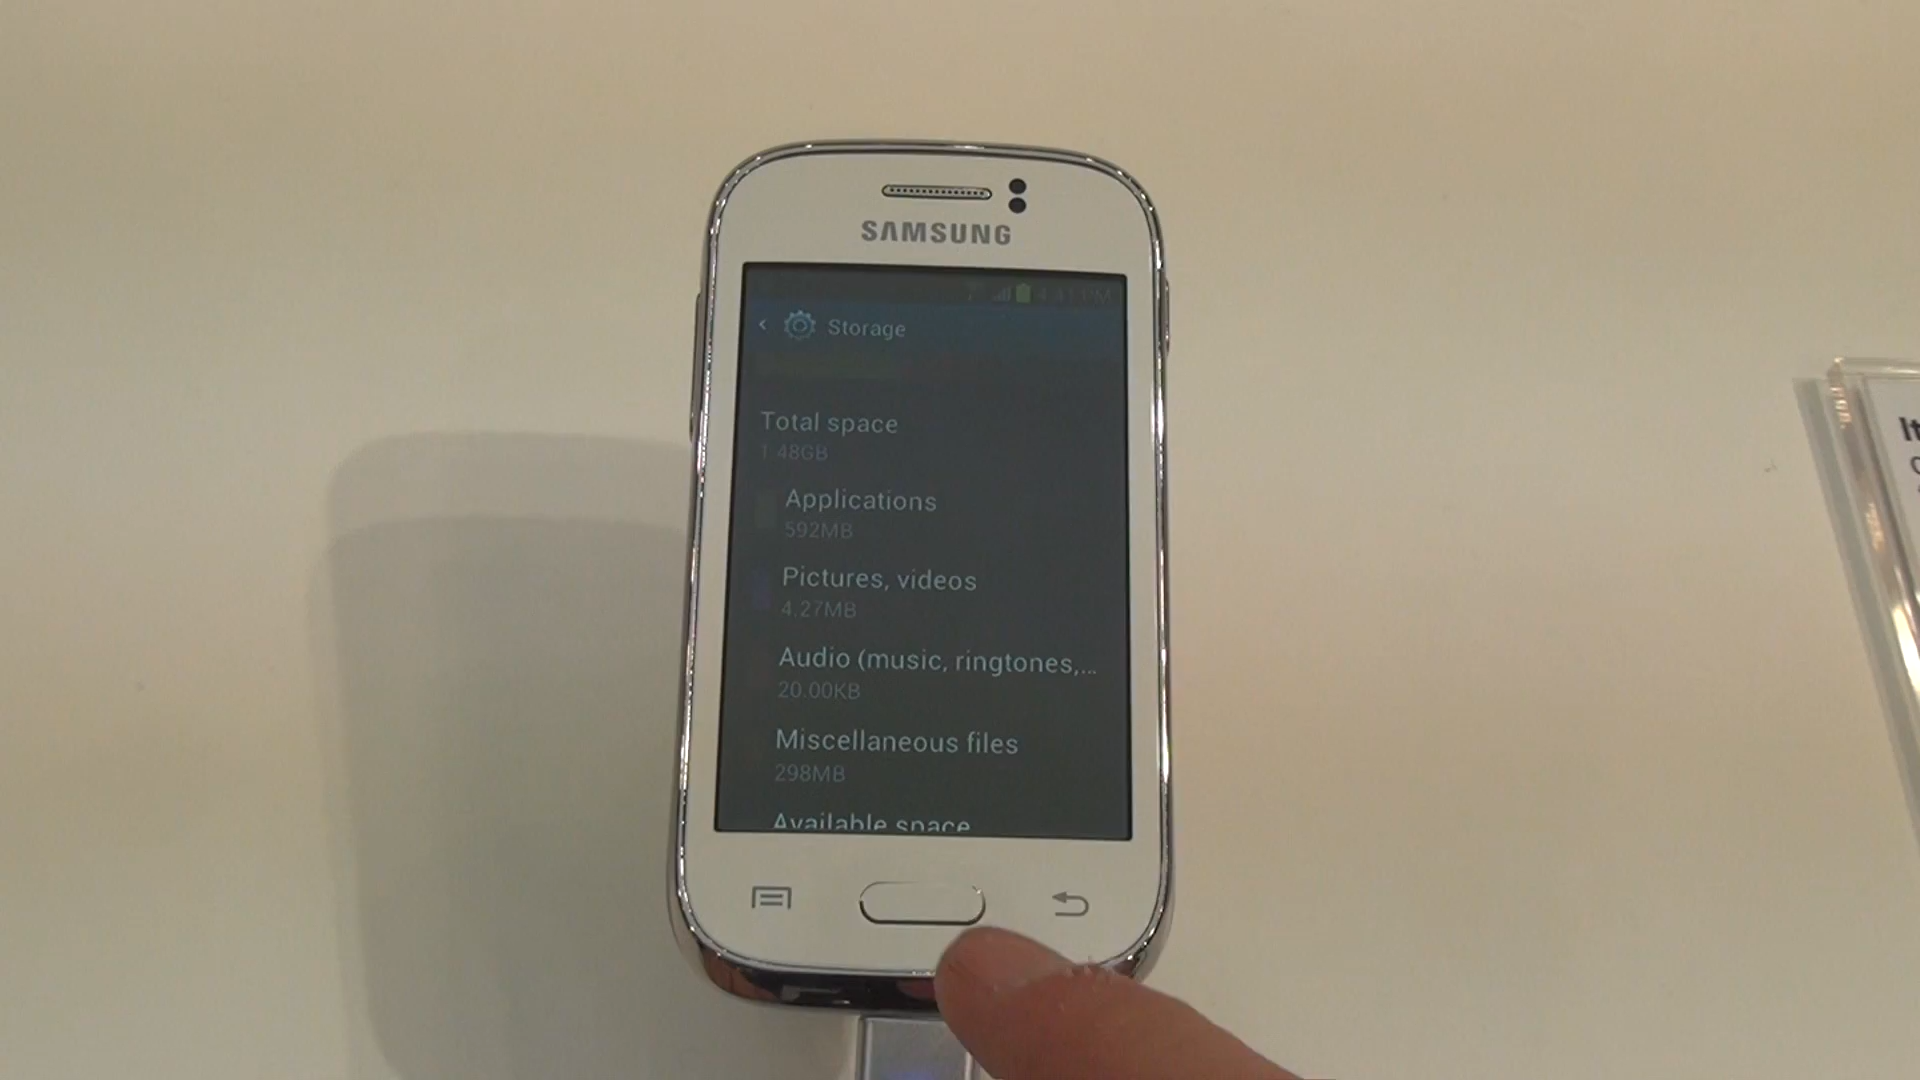 SAMSUNG
Storage
Total space
1.48GB
Applications
592MB
Pictures, videos
4.27MB
Audio (music, ringtones,...
20.00KB
Miscellaneous files
298MB
Available space
It